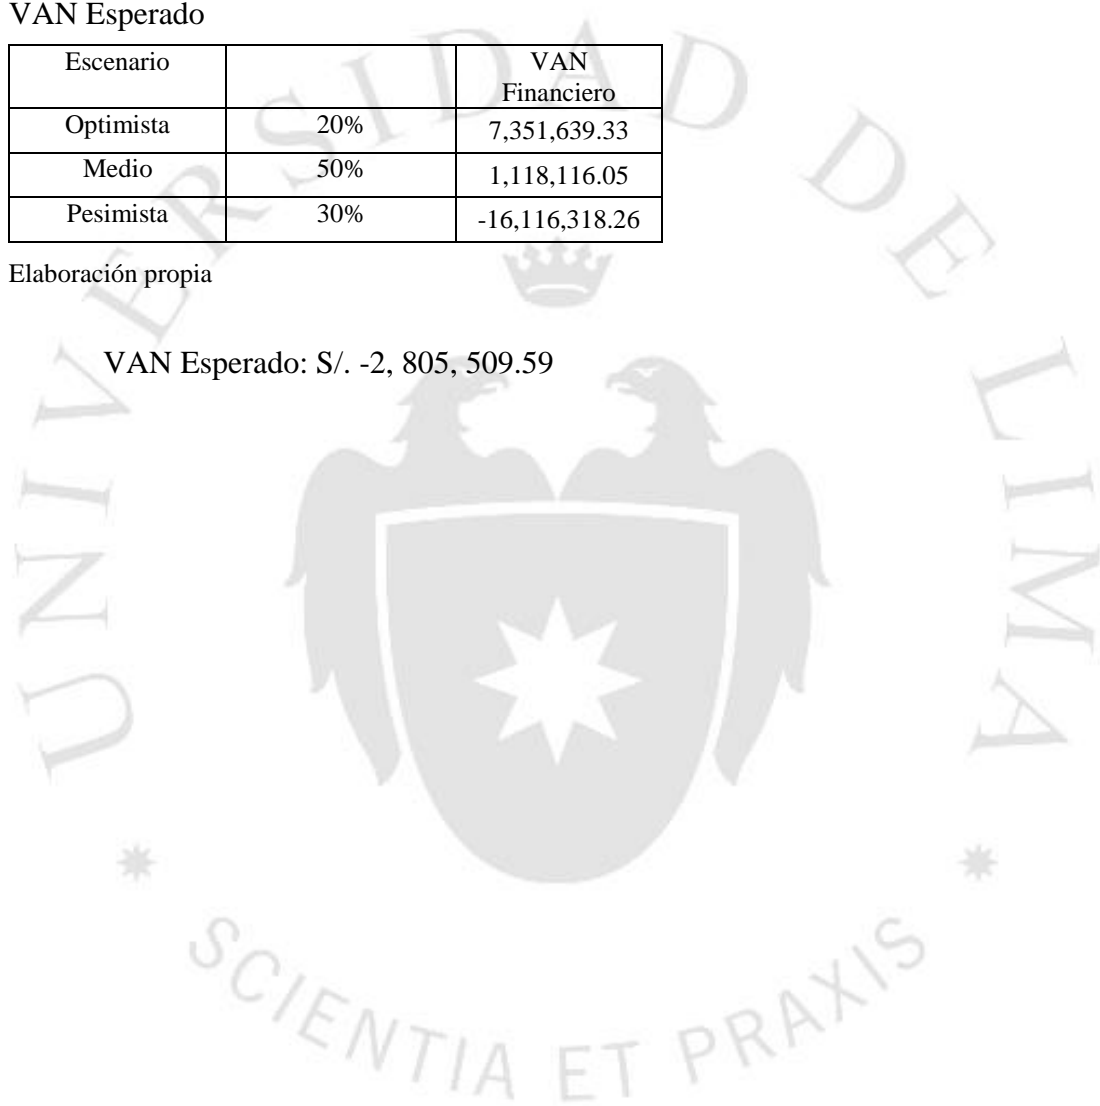 VAN Esperado
Escenario VAN
Financiero
Optimista 20% 7,351,639.33
Medio 50% 1,118,116.05
Pesimista 30% -16,116,318.26
Elaboración propia
VAN Esperado: S/. -2, 805, 509.59
UNIVERSIDAD DE LIMA
SCIENTIA ET PRAXIS